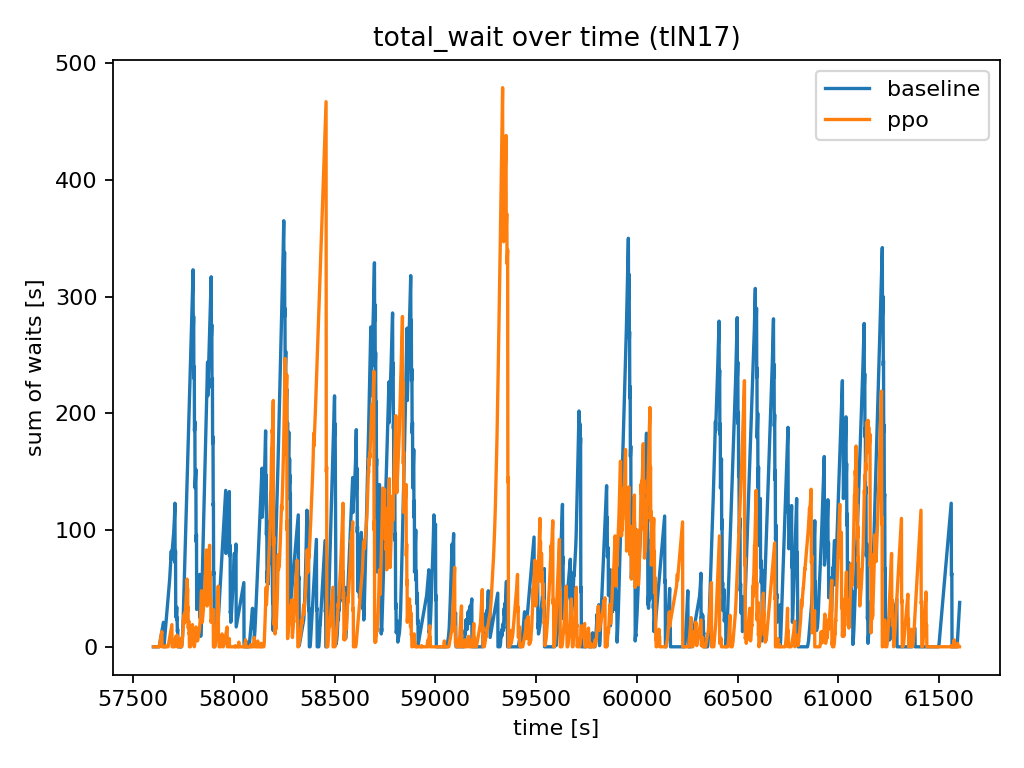 total_wait over time (tlN17)
500
400
300
200
100
0
sum of waits [s]
baseline
ppo
57500 58000 58500 59000 59500 60000 60500 61000 61500
time [s]